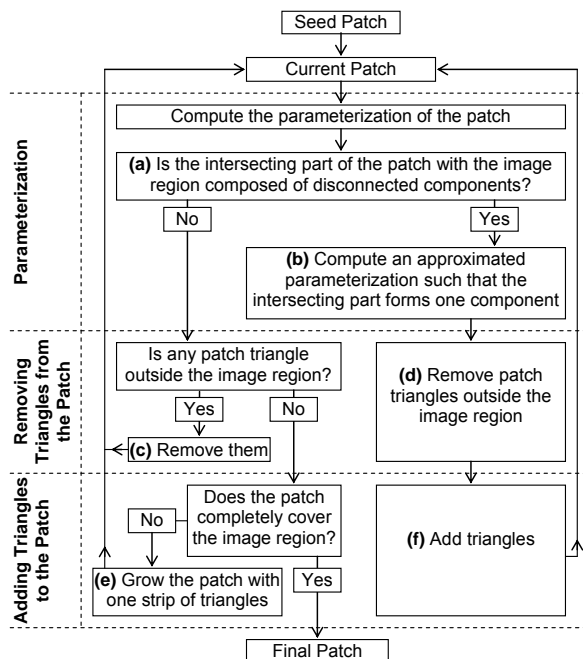 Seed Patch
Current Patch
Parameterization
Compute the parameterization of the patch
(a) Is the intersecting part of the patch with the image
region composed of disconnected components?
No
Yes
(b) Compute an approximated
parameterization such that the
intersecting part forms one component
Removing
Triangles from
the Patch
Is any patch triangle
outside the image region?
Yes
No
(c) Remove them
(d) Remove patch
triangles outside the
image region
Adding Triangles
to the Patch
Does the patch
completely cover
the image region?
No
Yes
(e) Grow the patch with
one strip of triangles
(f) Add triangles
Final Patch